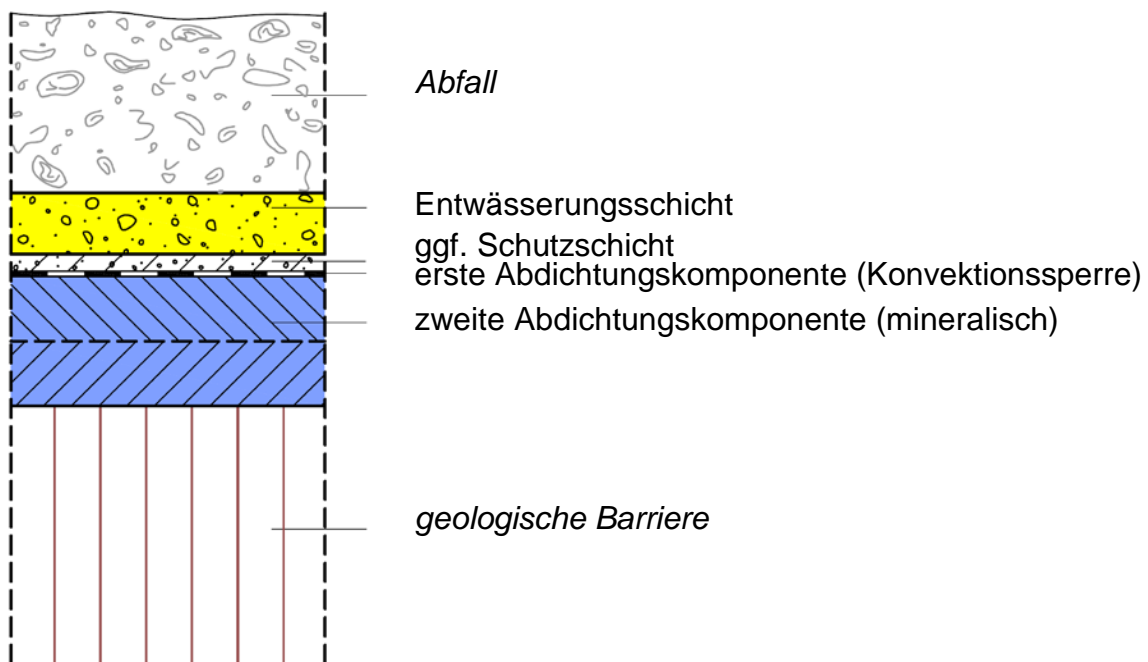 Abfall
Entwässerungsschicht
ggf. Schutzschicht
erste Abdichtungskomponente (Konvektionssperre)
zweite Abdichtungskomponente (mineralisch)
geologische Barriere